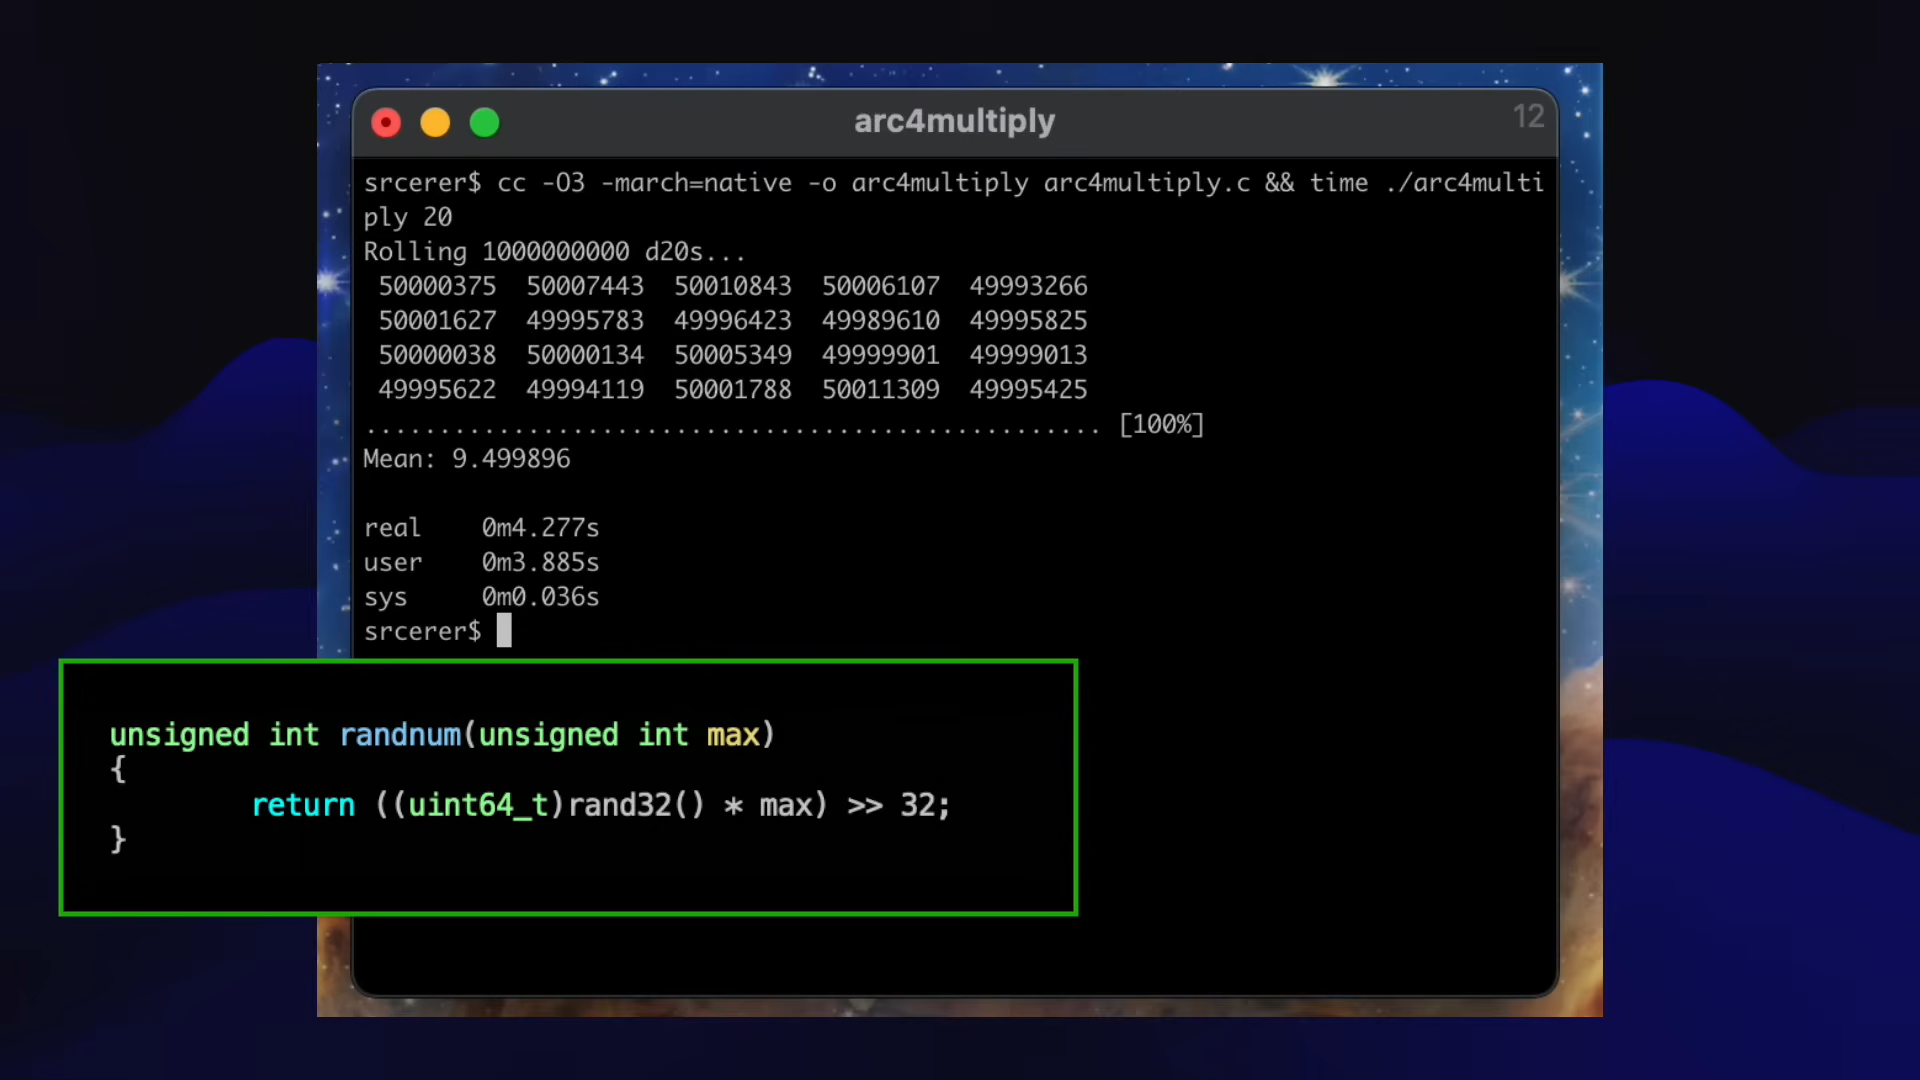 arc4multiply
12
srcerer$ cc -O3 -march=native -o arc4multiply arc4multiply.c && time ./arc4multi
ply 20
Rolling 1000000000 d20s...
50000375 50007443 50010843 50006107 49993266
50001627 49995783 49996423 49989610 49995825
50000038 50000134 50005349 49999901 49999013
49995622 49994119 50001788 50011309 49995425
.................................................. [100%]
Mean: 9.499896
real 0m4.277s
user 0m3.885s
sys 0m0.036s
srcerer$
unsigned int randnum(unsigned int max)
{
return ((uint64_t)rand32() * max) >> 32;
}